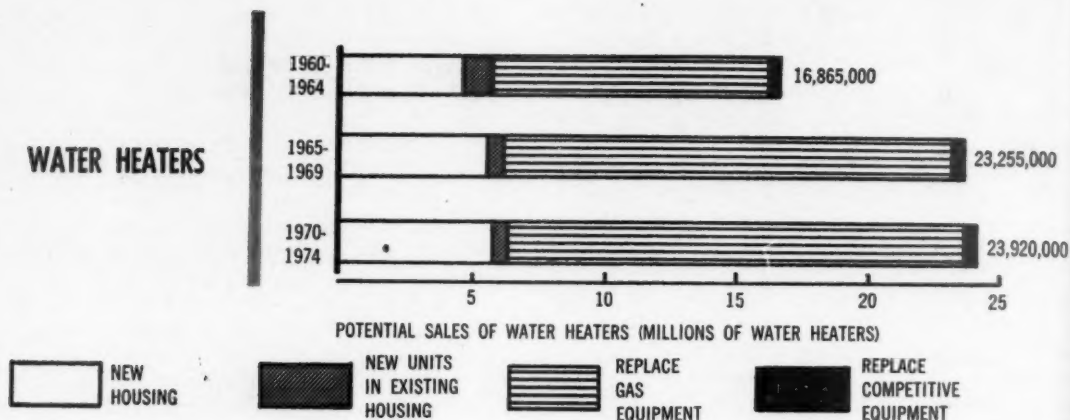 WATER HEATERS
1960-
1964
16,865,000
1965-
1969
23,255,000
1970-
1974
23,920,000
5 10 15 20 25
POTENTIAL SALES OF WATER HEATERS (MILLIONS OF WATER HEATERS)
NEW
HOUSING
NEW UNITS
IN EXISTING
HOUSING
REPLACE
GAS
EQUIPMENT
REPLACE
COMPETITIVE
EQUIPMENT